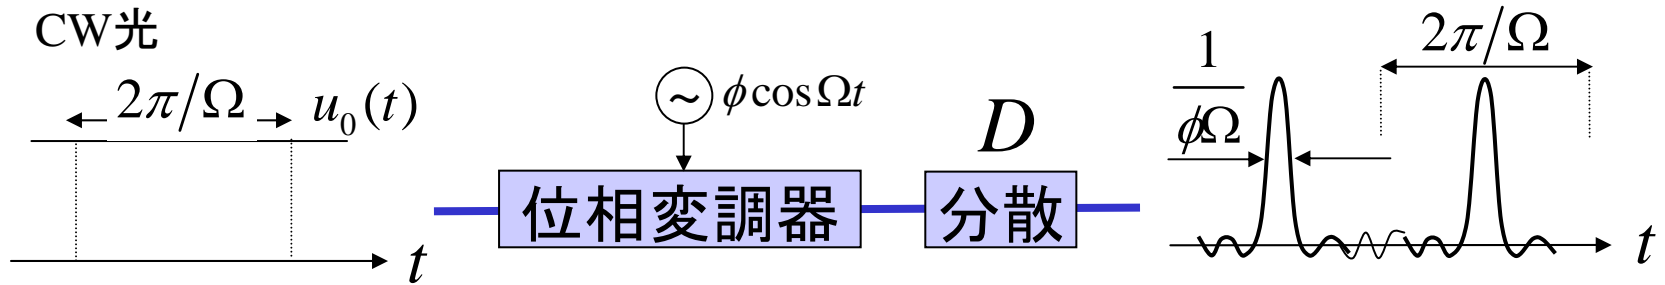 CW光
2π/Ω
u₀(t)
t
~
ϕcosΩt
位相変調器
D
分散
1
ϕΩ
2π/Ω
t